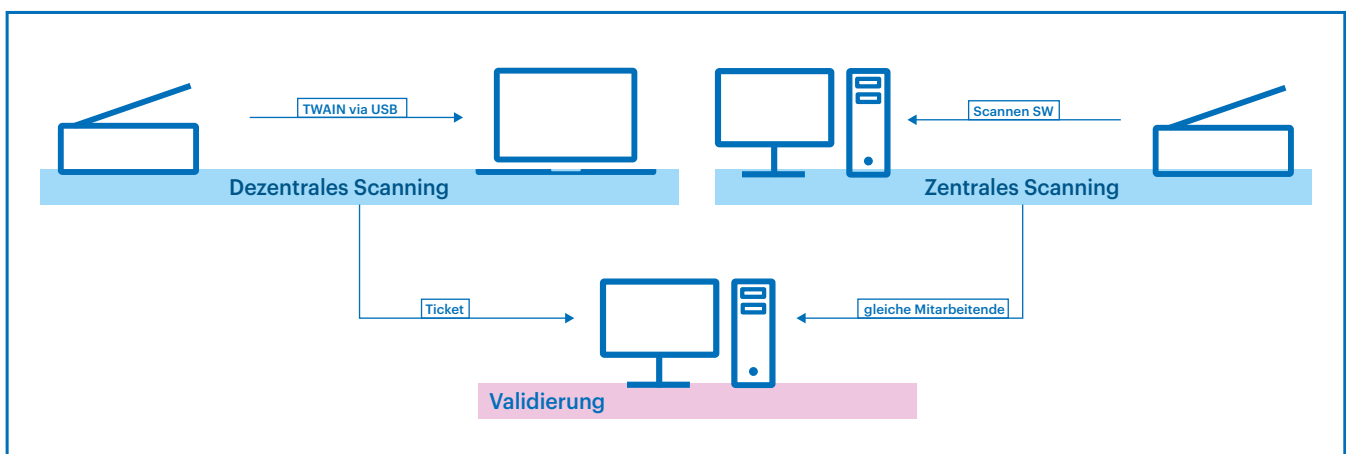 TWAIN via USB
Scannen SW
Dezentrales Scanning
Zentrales Scanning
Ticket
gleiche Mitarbeitende
Validierung